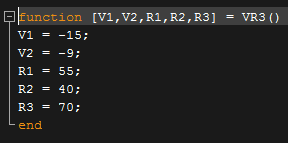 function [V1,V2,R1,R2,R3] = VR3()
V1 = -15;
V2 = -9;
R1 = 55;
R2 = 40;
R3 = 70;
end